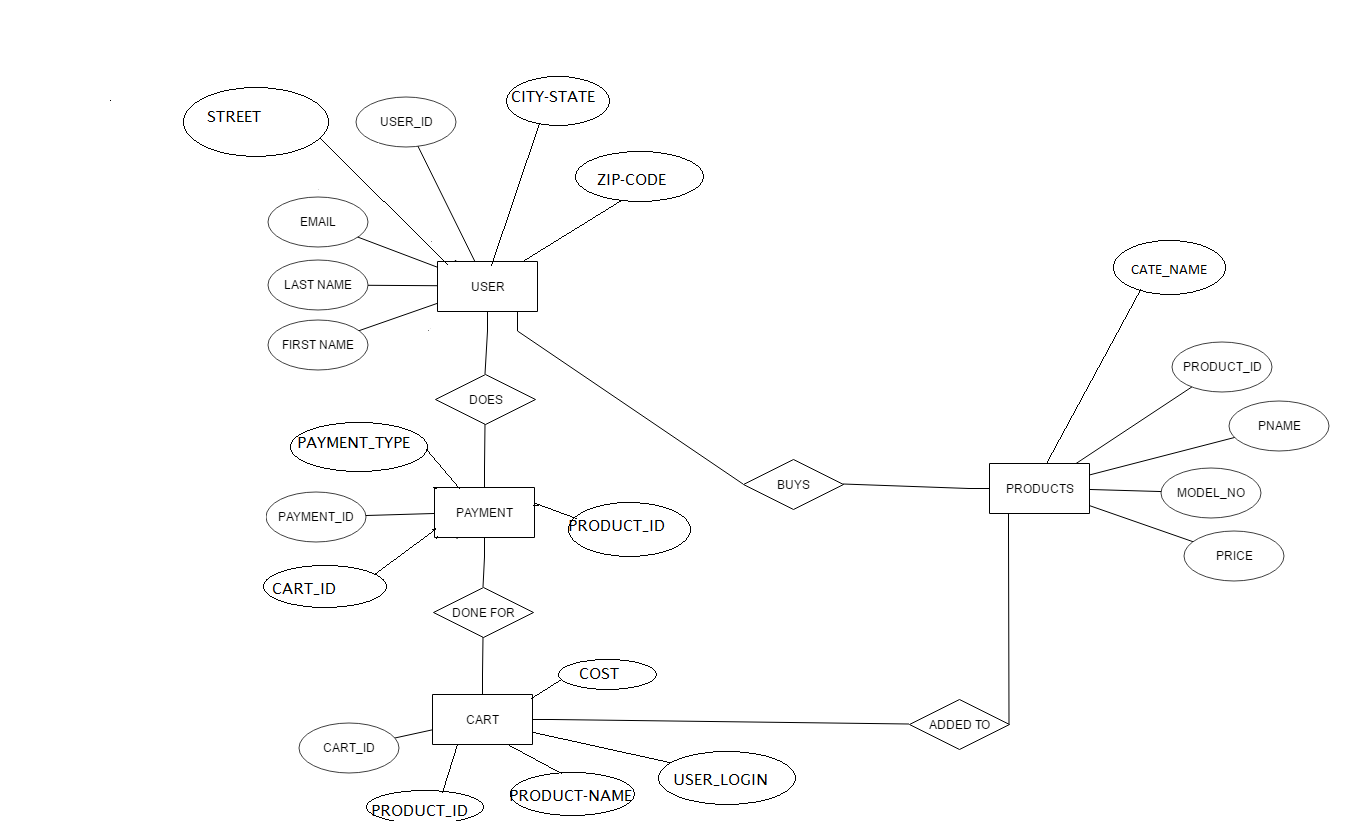 CITY-STATE
STREET
USER_ID
ZIP-CODE
EMAIL
CATE_NAME
LAST NAME
USER
FIRST NAME
PRODUCT_ID
DOES
PNAME
PAYMENT_TYPE
BUYS
PRODUCTS
MODEL_NO
PAYMENT_ID
PAYMENT
PRODUCT_ID
PRICE
CART_ID
DONE FOR
COST
CART
ADDED TO
CART_ID
USER_LOGIN
PRODUCT-NAME
PRODUCT_ID